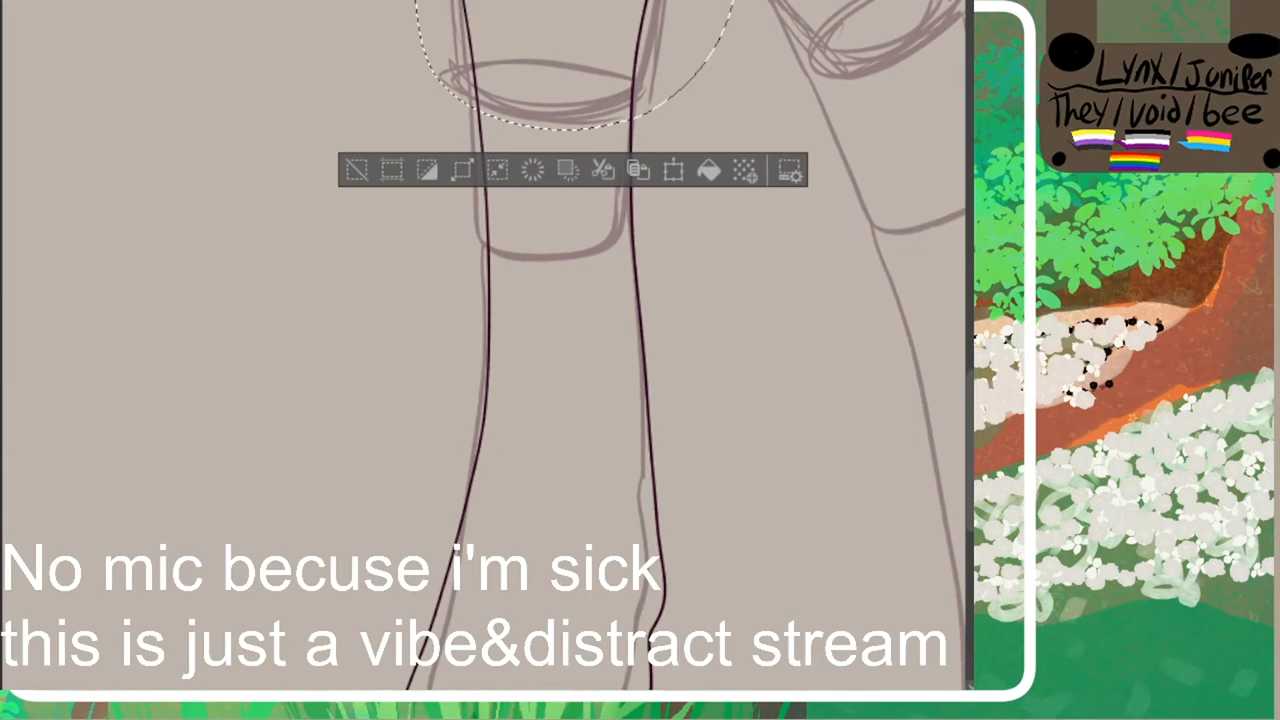 Lynx/Juniper
They/void/bee
No mic becuse i'm sick
this is just a vibe&distract stream